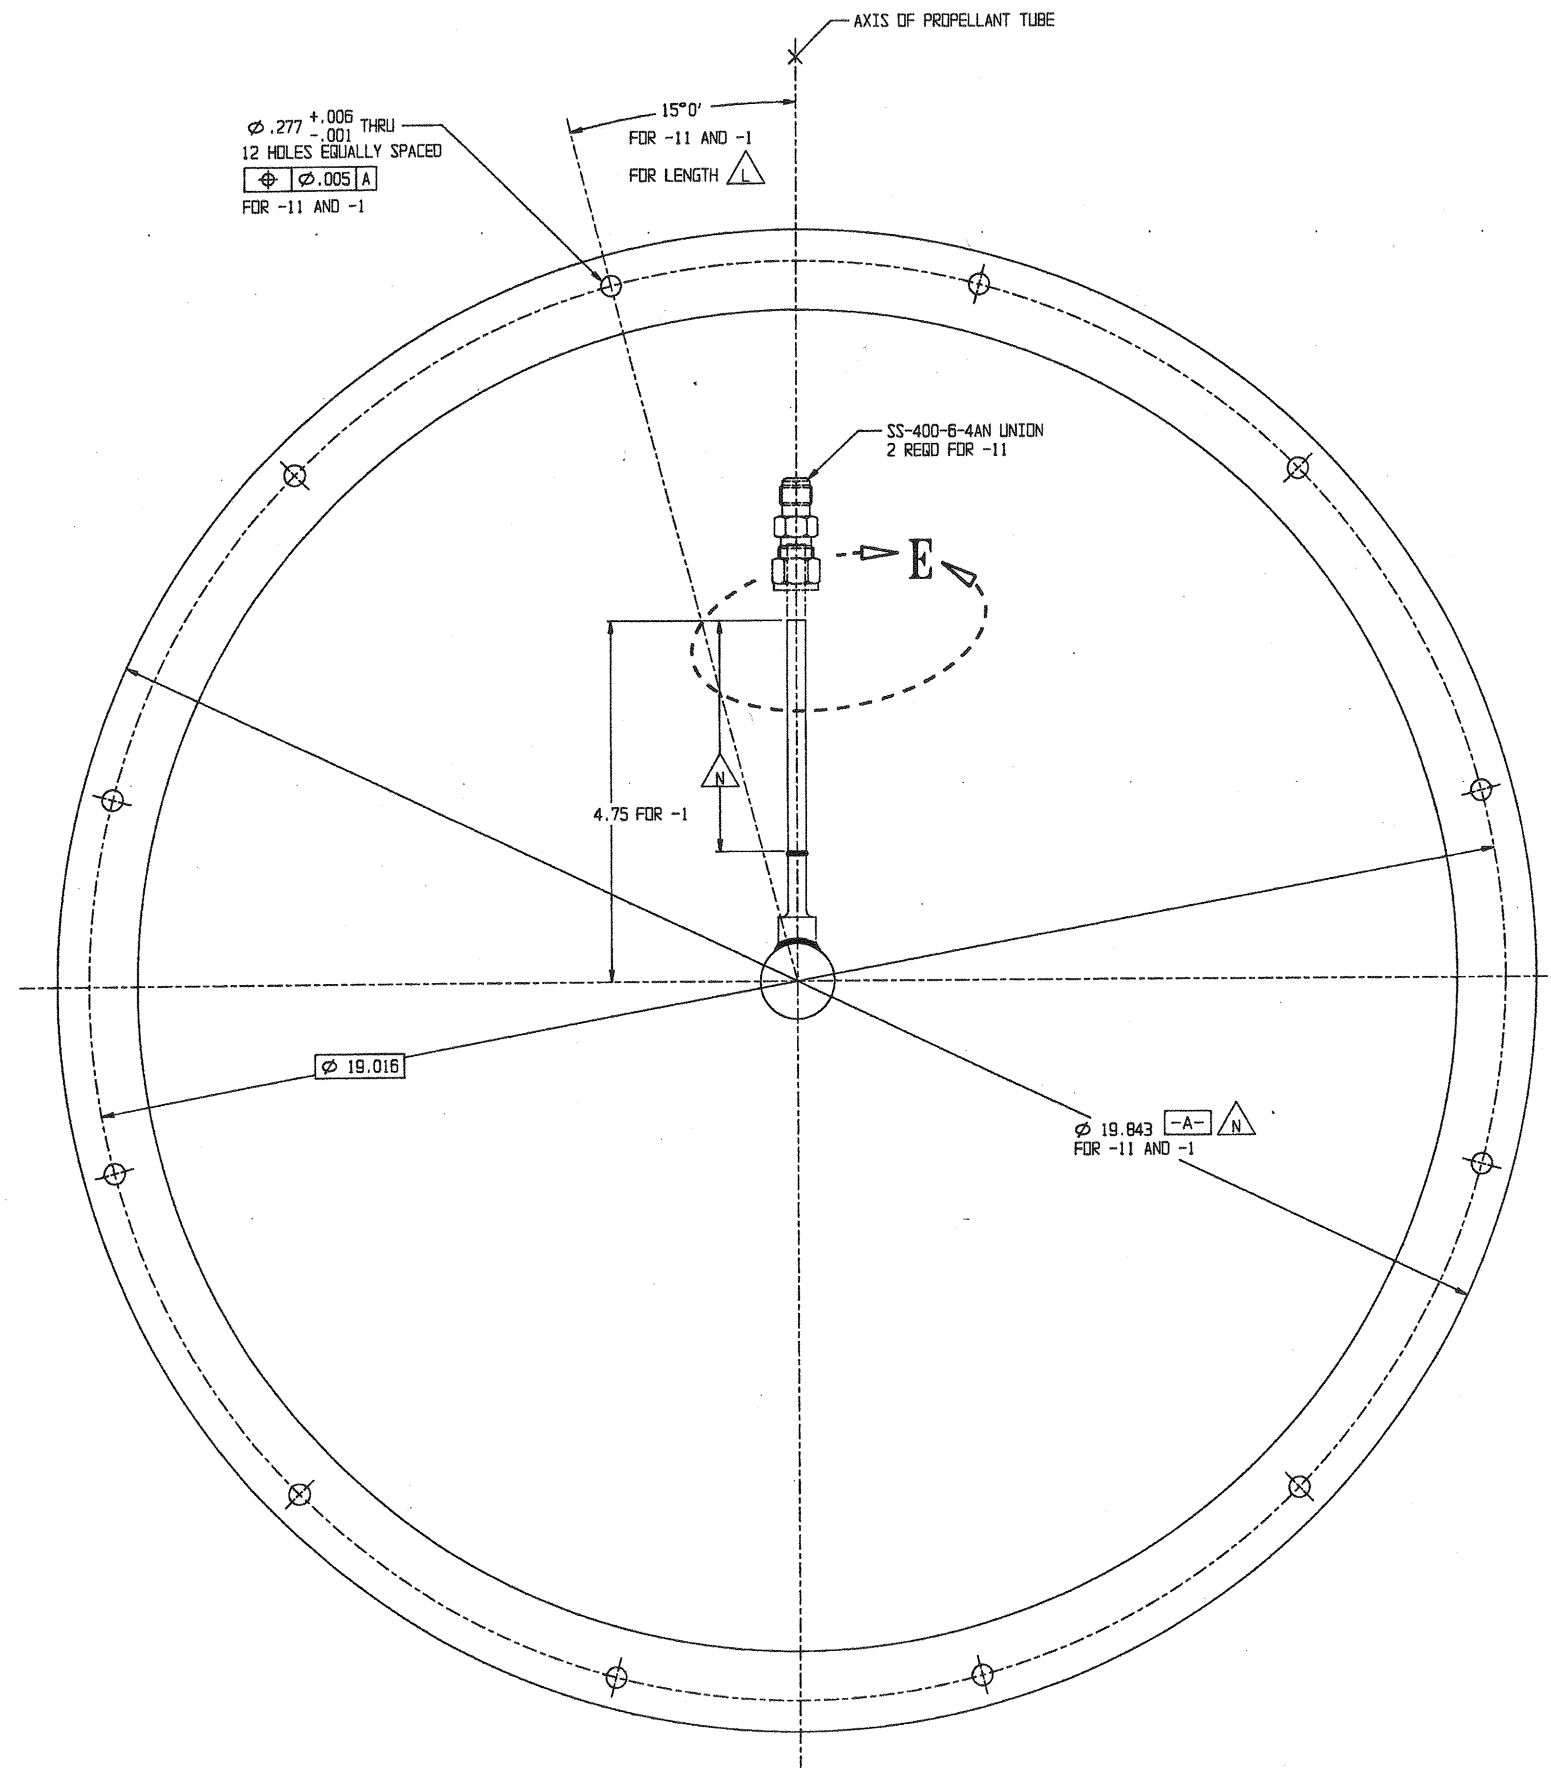 AXIS OF PROPELLANT TUBE
Ø .277 +.006 -.001 THRU
12 HOLES EQUALLY SPACED
⌖ Ø.005 A
FOR -11 AND -1
15°0'
FOR -11 AND -1
FOR LENGTH L
SS-400-6-4AN UNION
2 REQD FOR -11
E
N
4.75 FOR -1
Ø 19.016
Ø 19.843 -A- N
FOR -11 AND -1